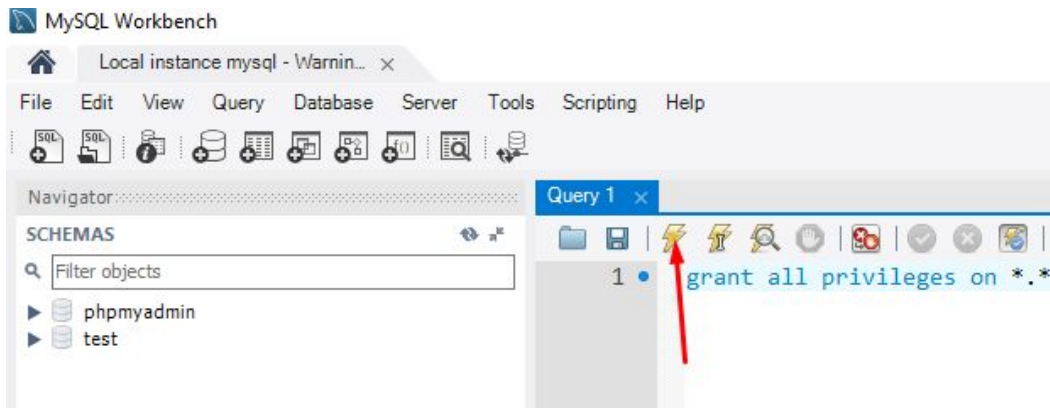 MySQL Workbench
Local instance mysql - Warnin...
File Edit View Query Database Server Tools Scripting Help
Navigator
Query 1
SCHEMAS
Filter objects
1 grant all privileges on *.*
phpmyadmin
test